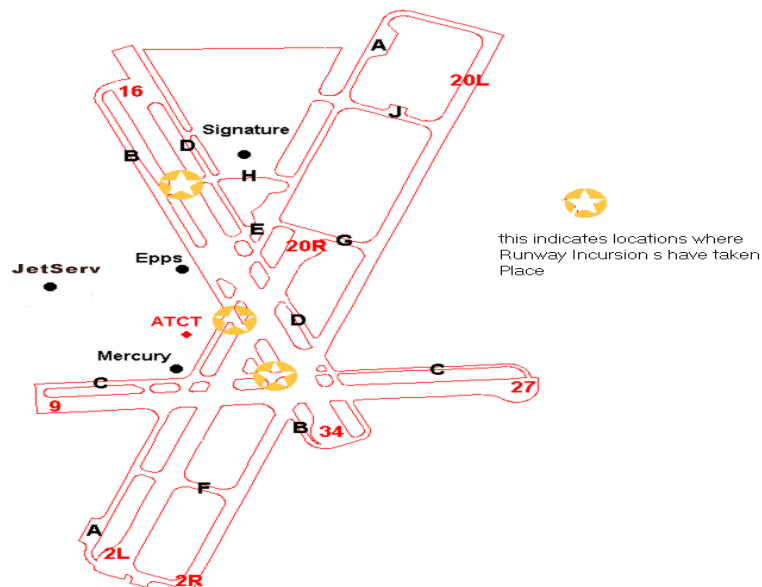 A
20L
16
J
Signature
D
B
H
E
20R
G
this indicates locations where
Runway Incursion s have taken
Place
Epps
JetServ
ATCT
D
Mercury
C
C
9
27
B
34
F
A
2L
2R